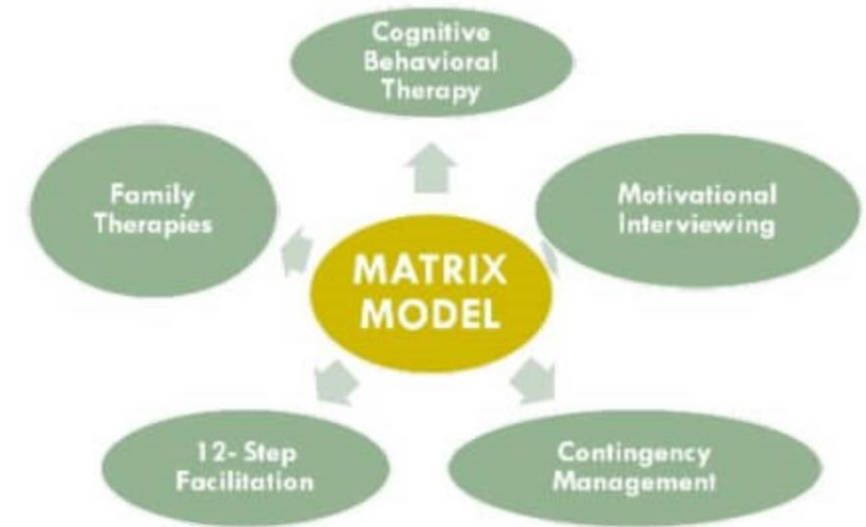 Cognitive
Behavioral
Therapy
Family
Therapies
Motivational
Interviewing
MATRIX
MODEL
12- Step
Facilitation
Contingency
Management